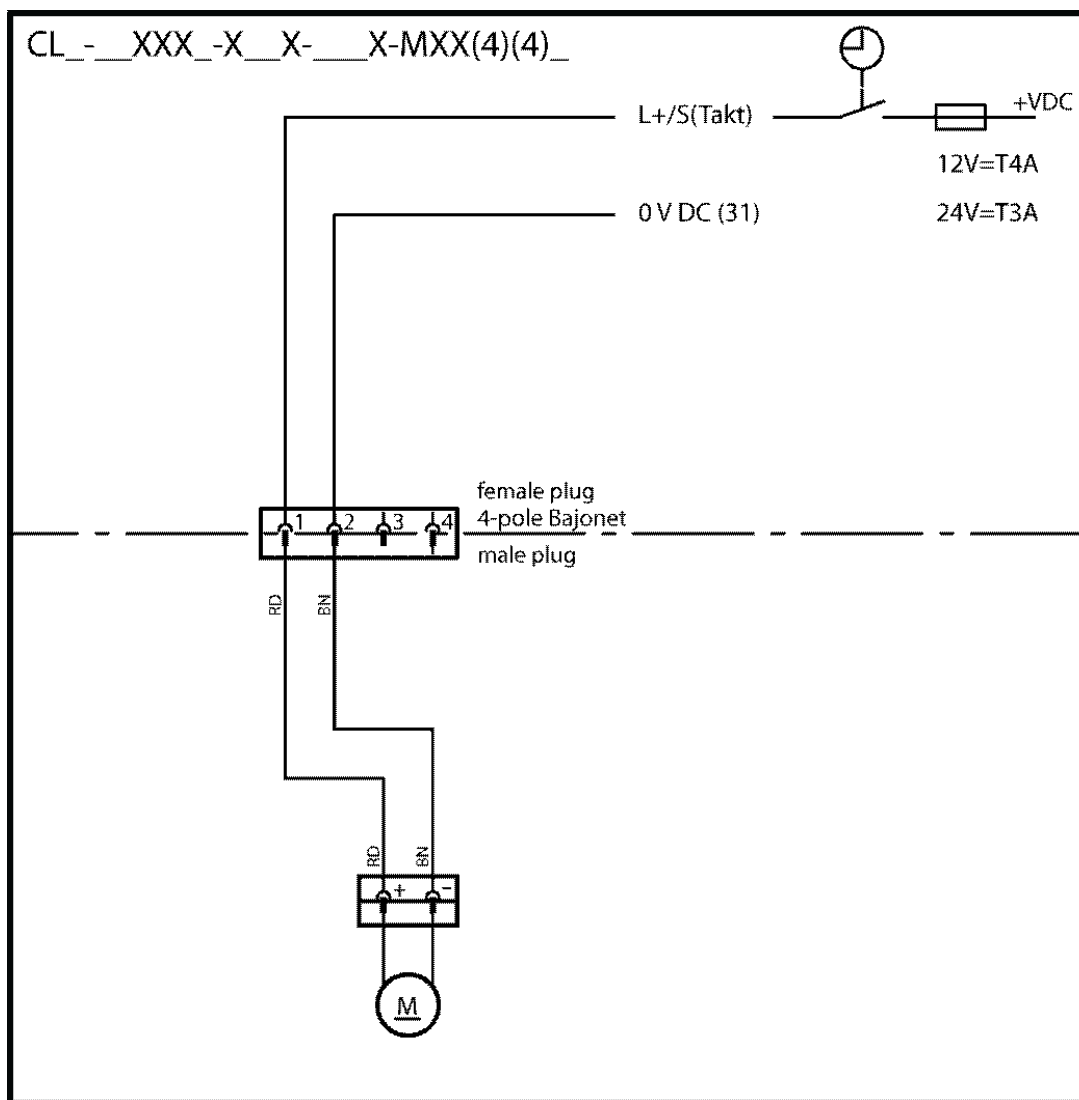 CL_-__XXX_-X__X-___X-MXX(4)(4)_
L+/S(Takt)
+VDC
12V=T4A
0 V DC (31)
24V=T3A
female plug
1 2 3 4
4-pole Bajonet
male plug
RD BN
RD BN
+ -
M